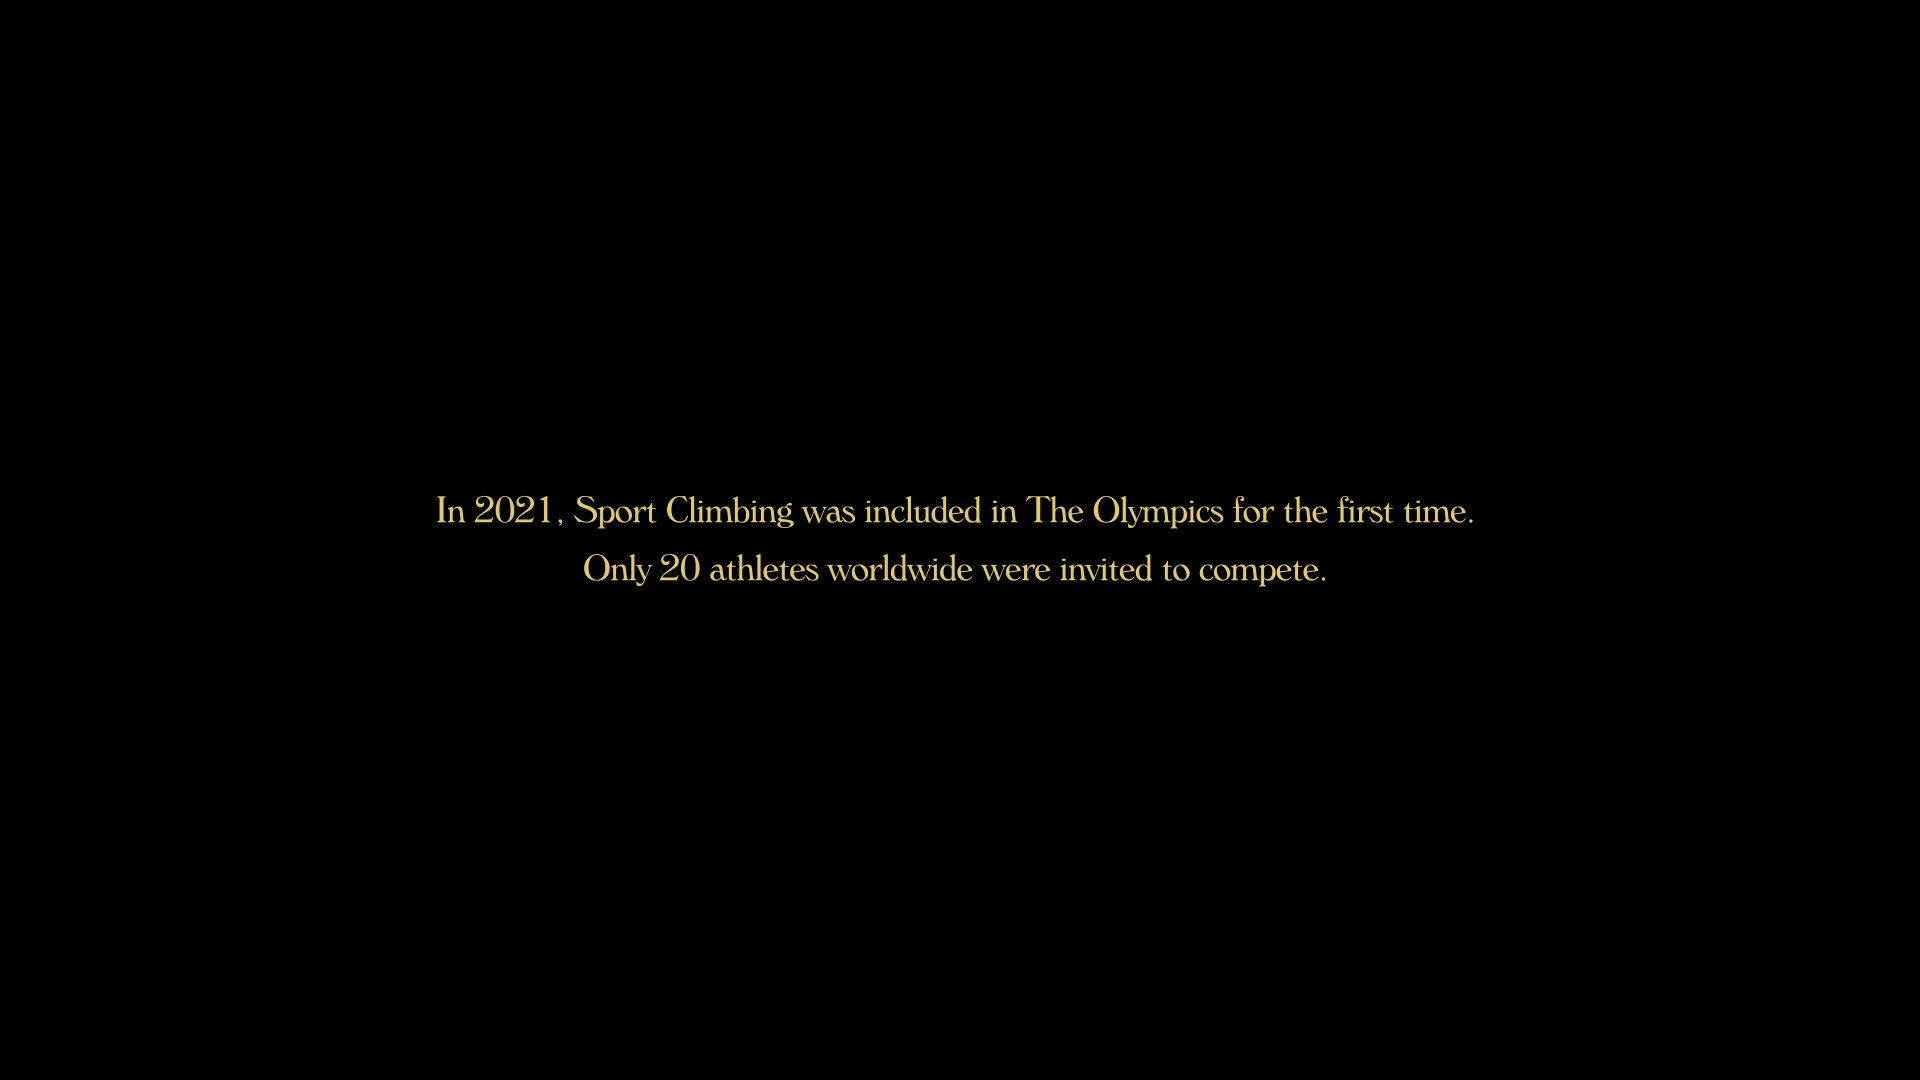 In 2021, Sport Climbing was included in The Olympics for the first time.
Only 20 athletes worldwide were invited to compete.